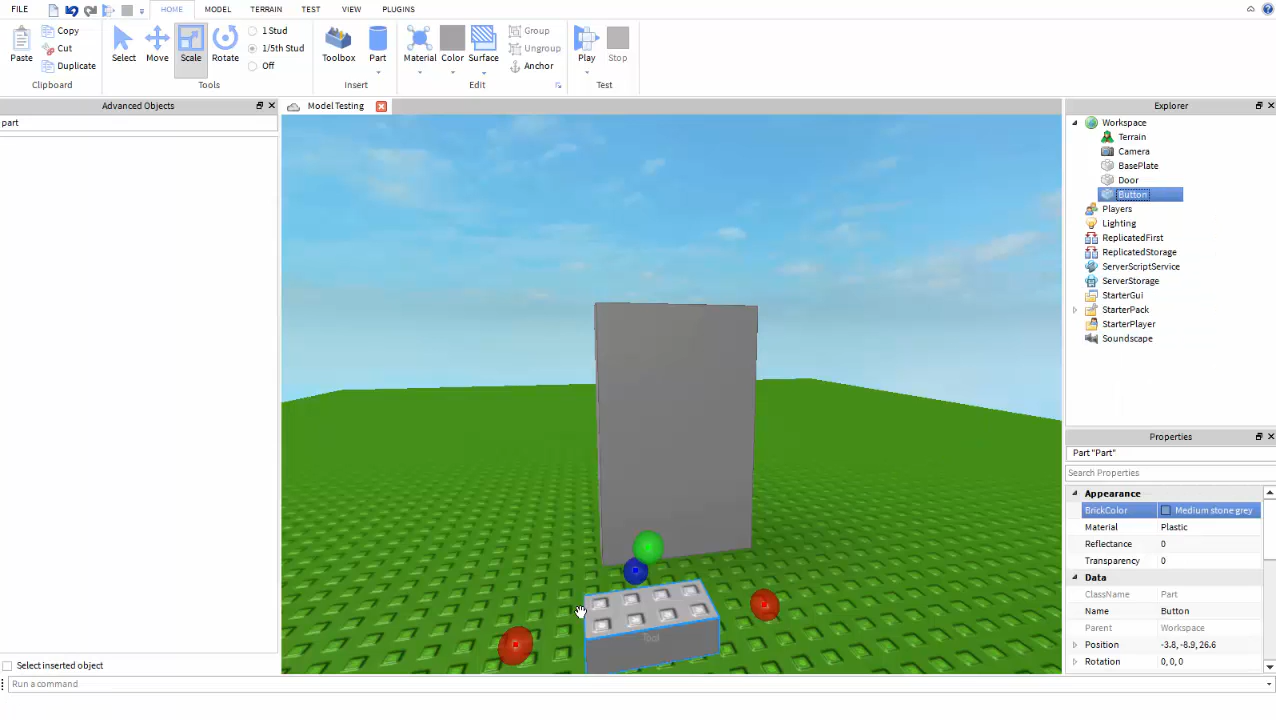 FILE HOME MODEL TERRAIN TEST VIEW PLUGINS
Paste Copy Cut Duplicate Select Move Scale Rotate 1 Stud 1/5th Stud Off Toolbox Part Material Color Surface Group Ungroup Anchor Play Stop
Clipboard Tools Insert Edit Test
Advanced Objects
part
Select inserted object
Model Testing
Tool
Explorer
Workspace
Terrain
Camera
BasePlate
Door
Button
Players
Lighting
ReplicatedFirst
ReplicatedStorage
ServerScriptService
ServerStorage
StarterGui
StarterPack
StarterPlayer
Soundscape
Properties
Part "Part"
Search Properties
Appearance
BrickColor Medium stone grey
Material Plastic
Reflectance 0
Transparency 0
Data
ClassName Part
Name Button
Parent Workspace
Position -3.8, -8.9, 26.6
Rotation 0, 0, 0
Run a command